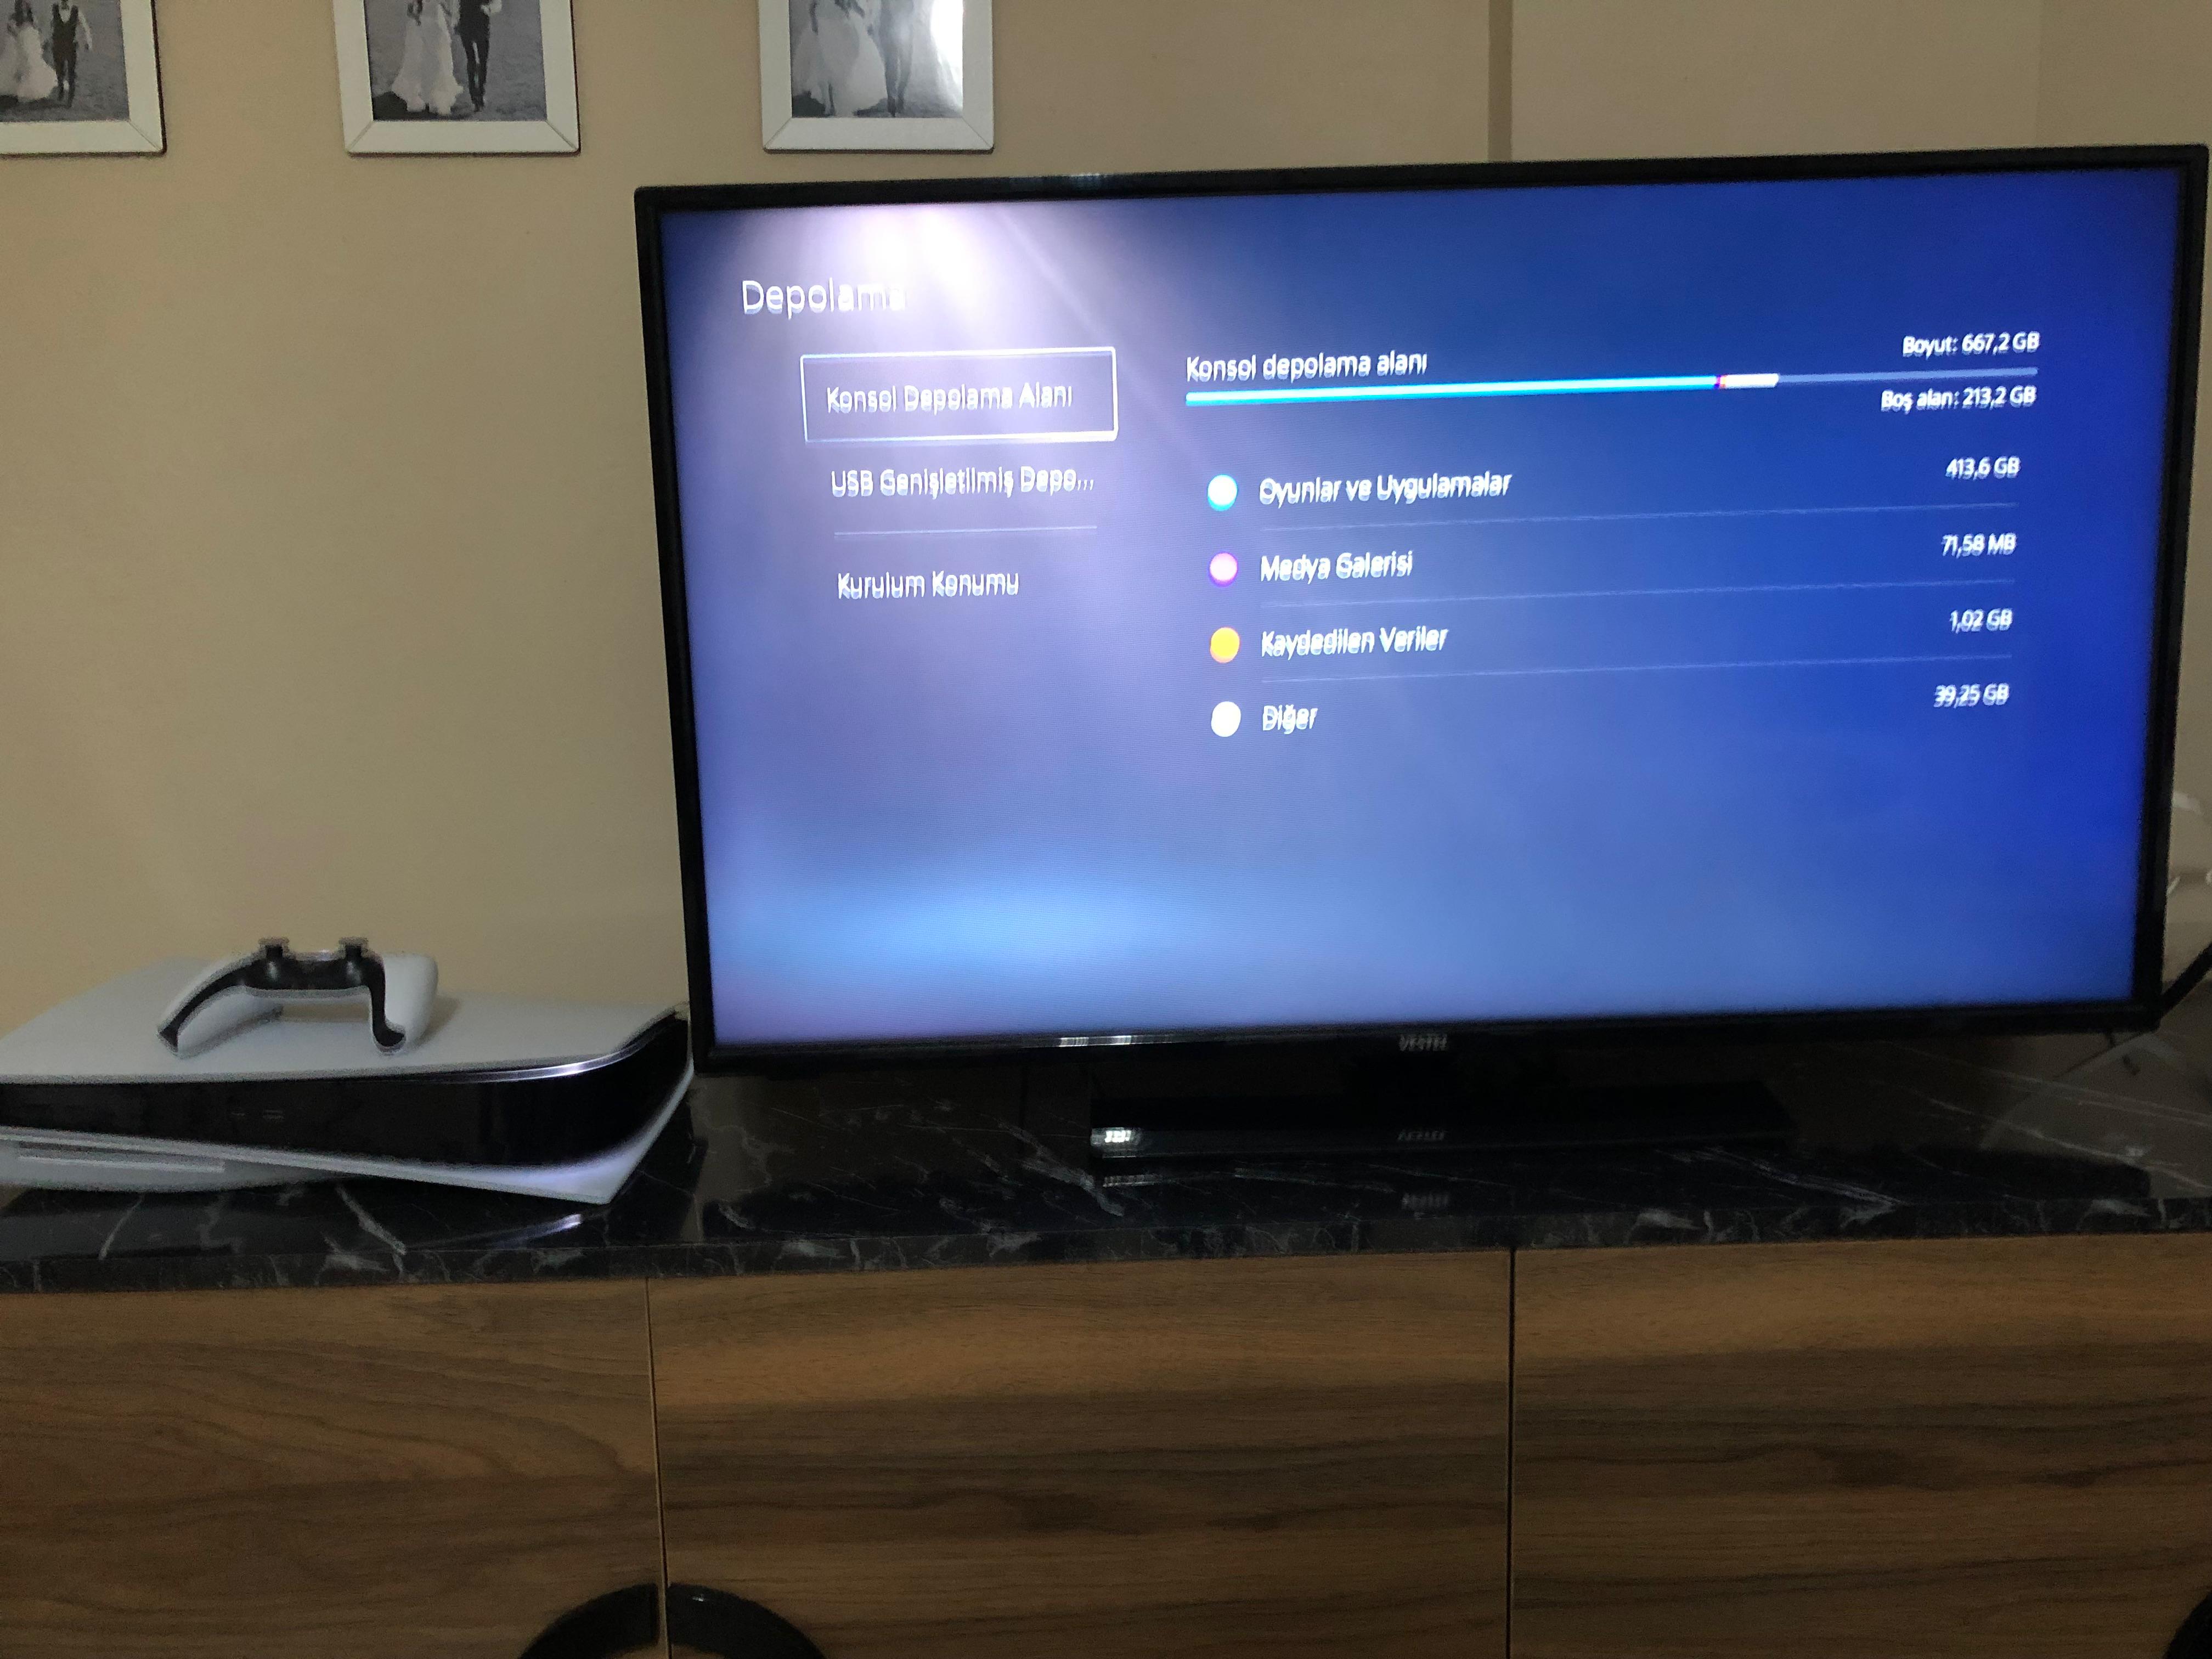 Depolama
Konsol Depolama Alanı
USB Genişletilmiş Depo...
Kurulum Konumu
Konsol depolama alanı
Boyut: 667,2 GB
Boş alan: 213,2 GB
Oyunlar ve Uygulamalar 413,6 GB
Medya Galerisi 71,58 MB
Kaydedilen Veriler 1,02 GB
Diğer 39,25 GB
VESTEL